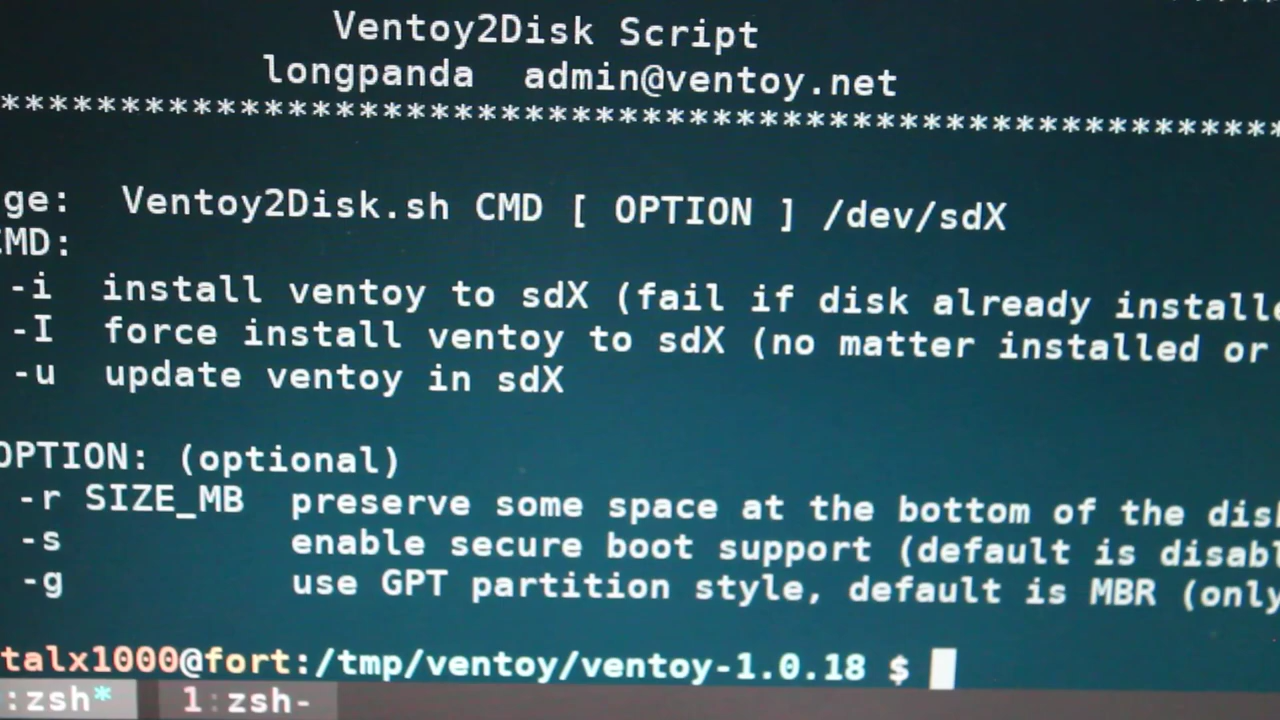 Ventoy2Disk Script
longpanda admin@ventoy.net
****************************************************
ge: Ventoy2Disk.sh CMD [ OPTION ] /dev/sdX
CMD:
-i install ventoy to sdX (fail if disk already installe
-I force install ventoy to sdX (no matter installed or
-u update ventoy in sdX
OPTION: (optional)
-r SIZE_MB preserve some space at the bottom of the dis
-s enable secure boot support (default is disabl
-g use GPT partition style, default is MBR (only
talx1000@fort:/tmp/ventoy/ventoy-1.0.18 $
:zsh* 1:zsh-